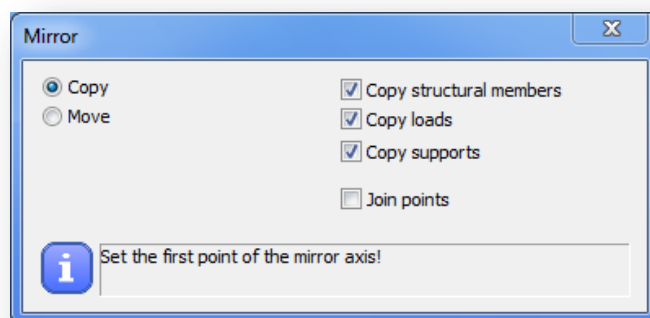 Mirror
Copy
Move
Copy structural members
Copy loads
Copy supports
Join points
Set the first point of the mirror axis!